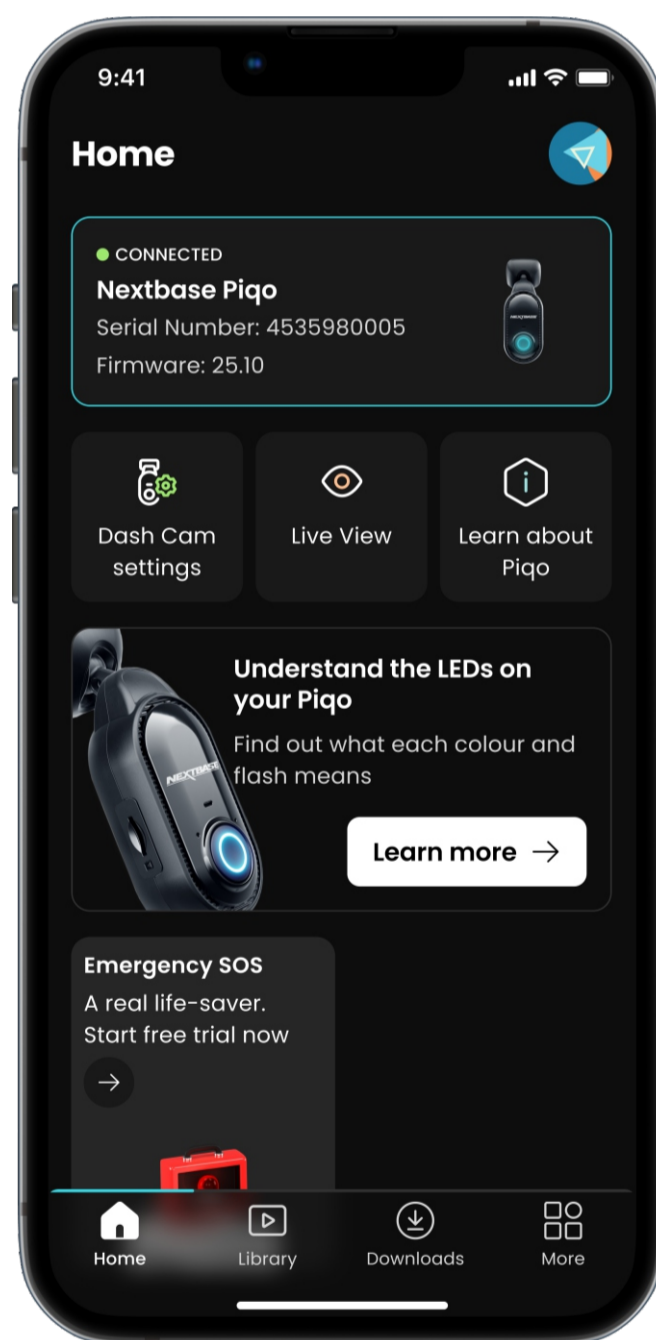 9:41
Home
CONNECTED
Nextbase Piqo
Serial Number: 4535980005
Firmware: 25.10
Dash Cam
settings
Live View
Learn about
Piqo
Understand the LEDs on
your Piqo
Find out what each colour and
flash means
NEXTBASE
Learn more
Emergency SOS
A real life-saver.
Start free trial now
Home
Library
Downloads
More